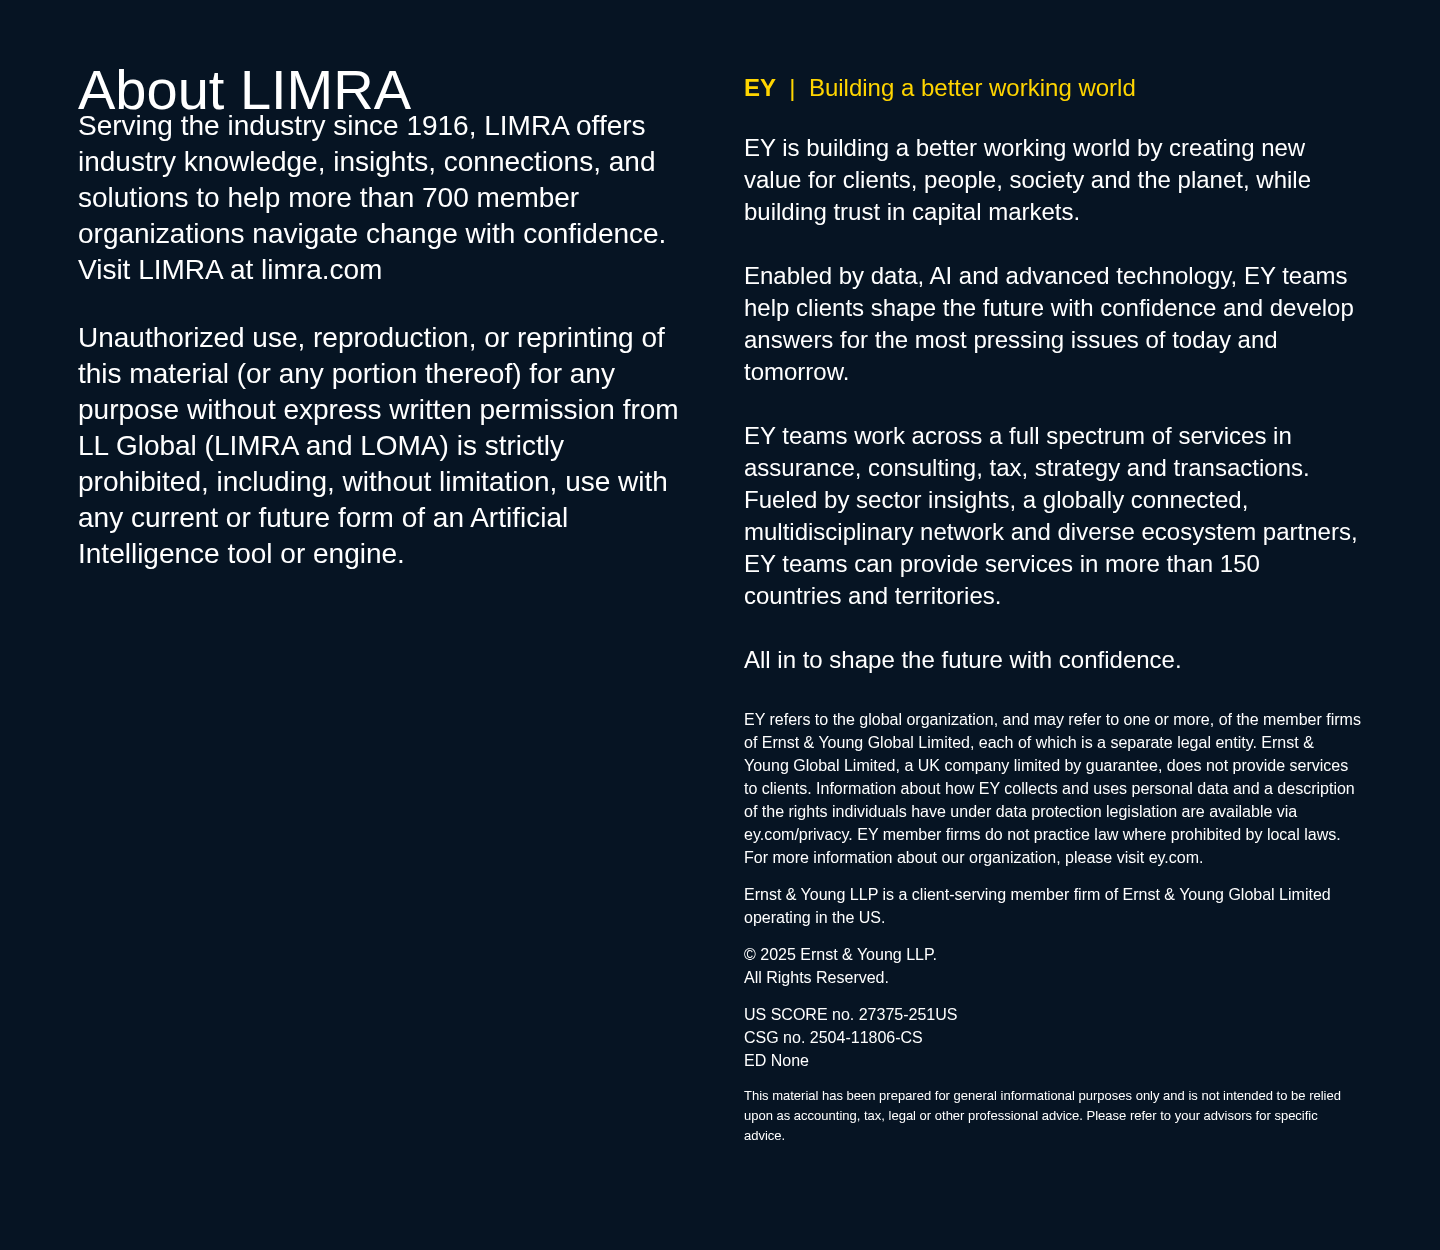 About LIMRA
Serving the industry since 1916, LIMRA offers
industry knowledge, insights, connections, and
solutions to help more than 700 member
organizations navigate change with confidence.
Visit LIMRA at limra.com
Unauthorized use, reproduction, or reprinting of
this material (or any portion thereof) for any
purpose without express written permission from
LL Global (LIMRA and LOMA) is strictly
prohibited, including, without limitation, use with
any current or future form of an Artificial
Intelligence tool or engine.
EY | Building a better working world
EY is building a better working world by creating new
value for clients, people, society and the planet, while
building trust in capital markets.
Enabled by data, AI and advanced technology, EY teams
help clients shape the future with confidence and develop
answers for the most pressing issues of today and
tomorrow.
EY teams work across a full spectrum of services in
assurance, consulting, tax, strategy and transactions.
Fueled by sector insights, a globally connected,
multidisciplinary network and diverse ecosystem partners,
EY teams can provide services in more than 150
countries and territories.
All in to shape the future with confidence.
EY refers to the global organization, and may refer to one or more, of the member firms
of Ernst & Young Global Limited, each of which is a separate legal entity. Ernst &
Young Global Limited, a UK company limited by guarantee, does not provide services
to clients. Information about how EY collects and uses personal data and a description
of the rights individuals have under data protection legislation are available via
ey.com/privacy. EY member firms do not practice law where prohibited by local laws.
For more information about our organization, please visit ey.com.
Ernst & Young LLP is a client-serving member firm of Ernst & Young Global Limited
operating in the US.
© 2025 Ernst & Young LLP.
All Rights Reserved.
US SCORE no. 27375-251US
CSG no. 2504-11806-CS
ED None
This material has been prepared for general informational purposes only and is not intended to be relied
upon as accounting, tax, legal or other professional advice. Please refer to your advisors for specific
advice.